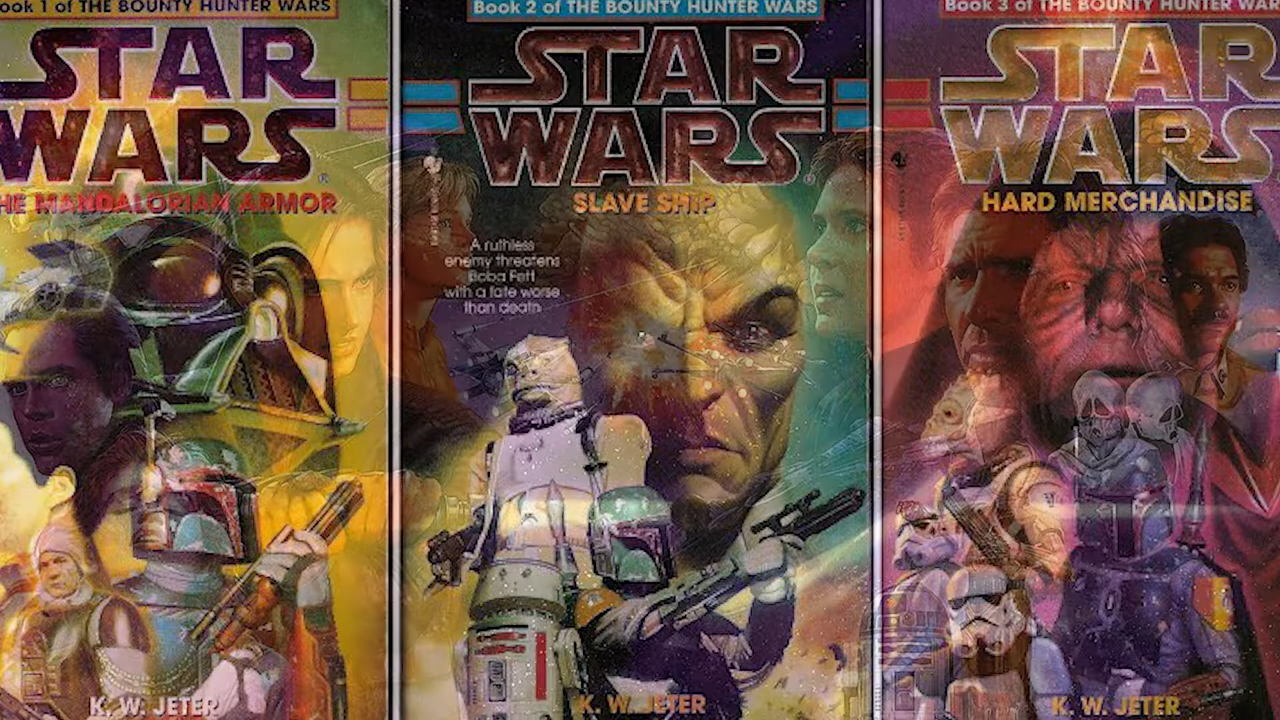 ook 1 of THE BOUNTY HUNTER WARS
STAR
WARS
HE MANDALORIAN ARMOR
K. W. JETER
Book 2 of THE BOUNTY HUNTER WARS
STAR
WARS
SLAVE SHIP
A ruthless
enemy threatens
Boba Fett
with a fate worse
than death
K. W. JETER
Book 3 of THE BOUNTY HUNTER WAR
STAR
WARS
HARD MERCHANDISE
K. W. JETER